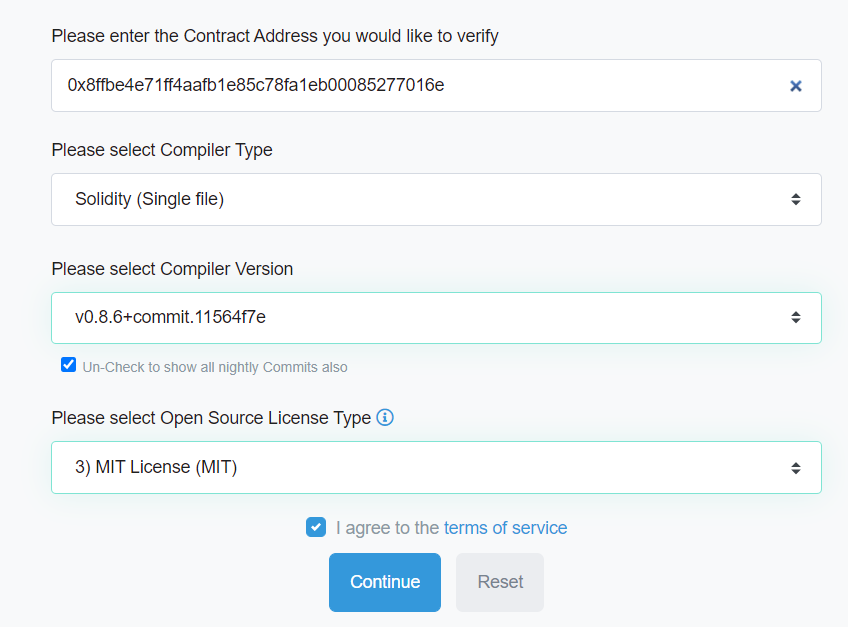 Please enter the Contract Address you would like to verify
0x8ffbe4e71ff4aafb1e85c78fa1eb00085277016e
Please select Compiler Type
Solidity (Single file)
Please select Compiler Version
v0.8.6+commit.11564f7e
Un-Check to show all nightly Commits also
Please select Open Source License Type
3) MIT License (MIT)
I agree to the terms of service
Continue Reset